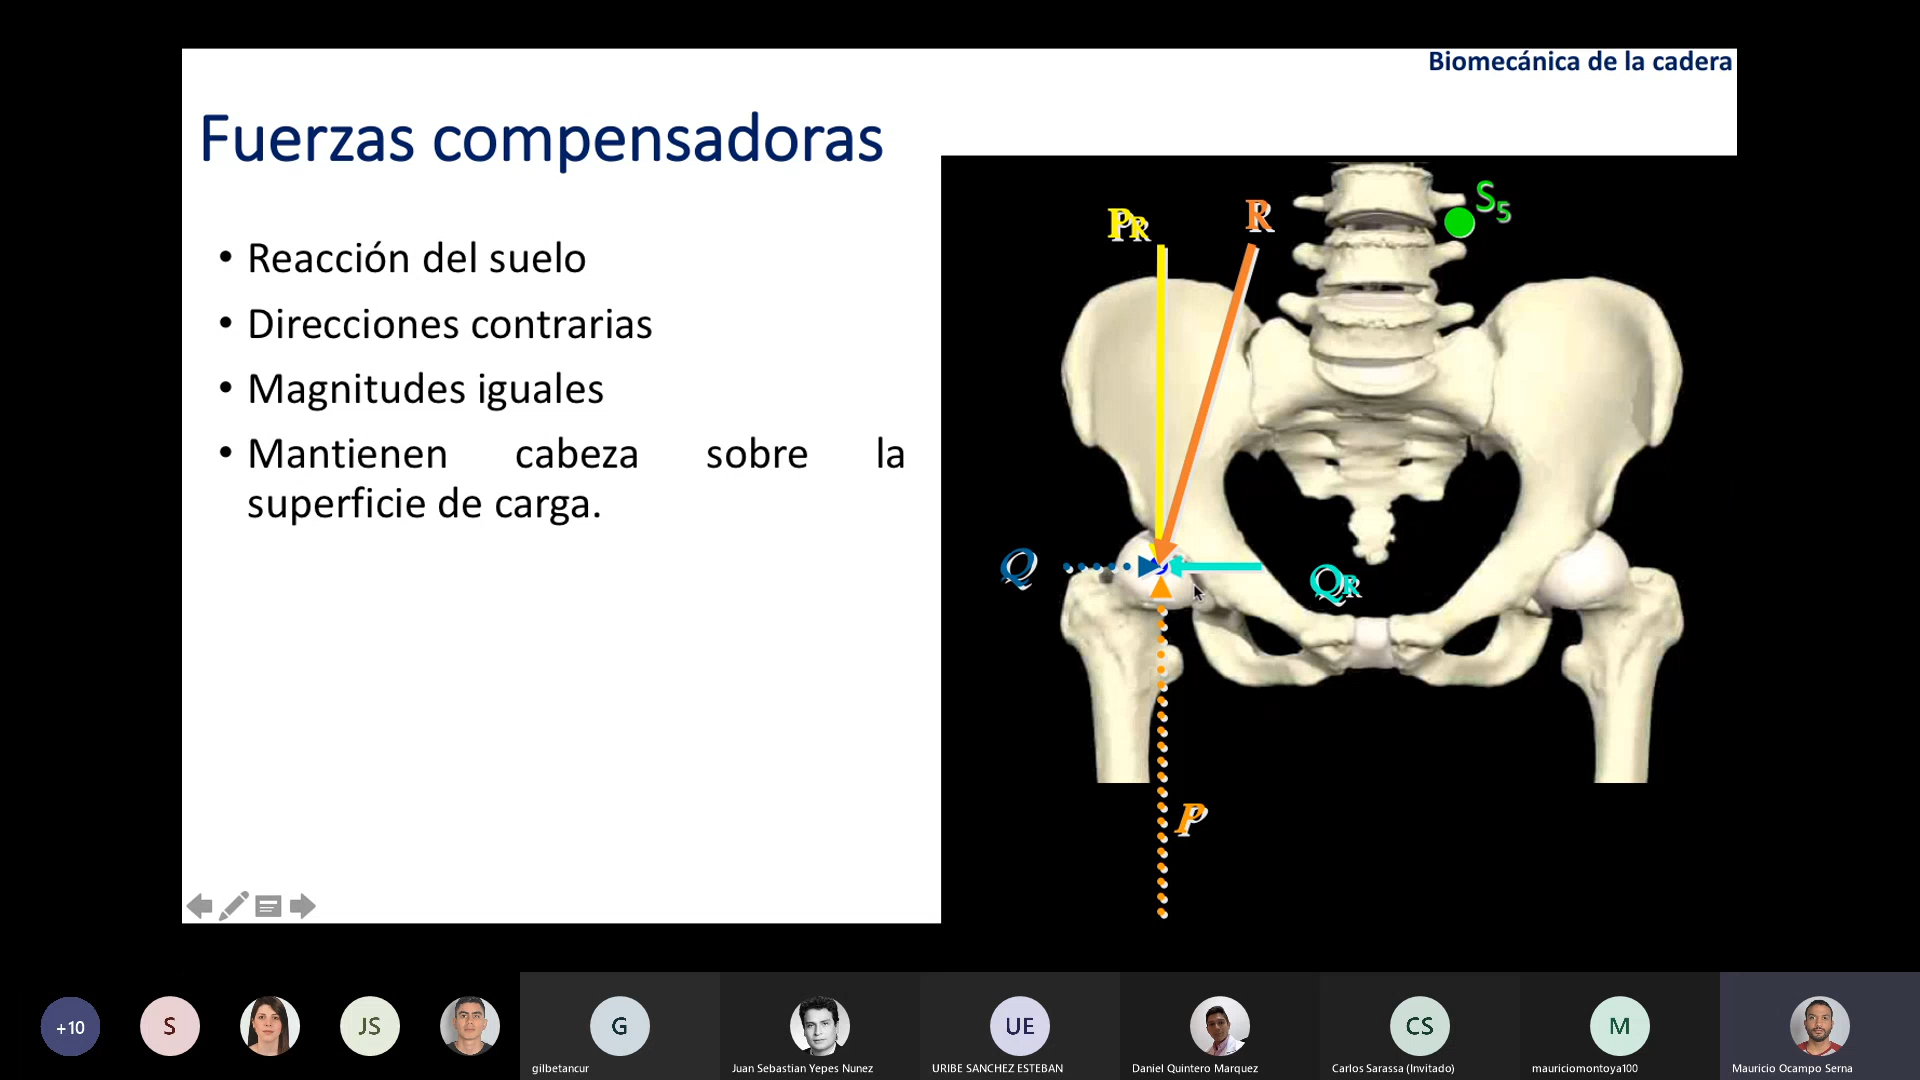 Biomecánica de la cadera
Fuerzas compensadoras
• Reacción del suelo
• Direcciones contrarias
• Magnitudes iguales
• Mantienen cabeza sobre la
superficie de carga.
PR
R
S5
Q
QR
P
+10
S
JS
G
UE
CS
M
gilbetancur
Juan Sebastian Yepes Nunez
URIBE SANCHEZ ESTEBAN
Daniel Quintero Marquez
Carlos Sarassa (Invitado)
mauriciomontoya100
Mauricio Ocampo Serna